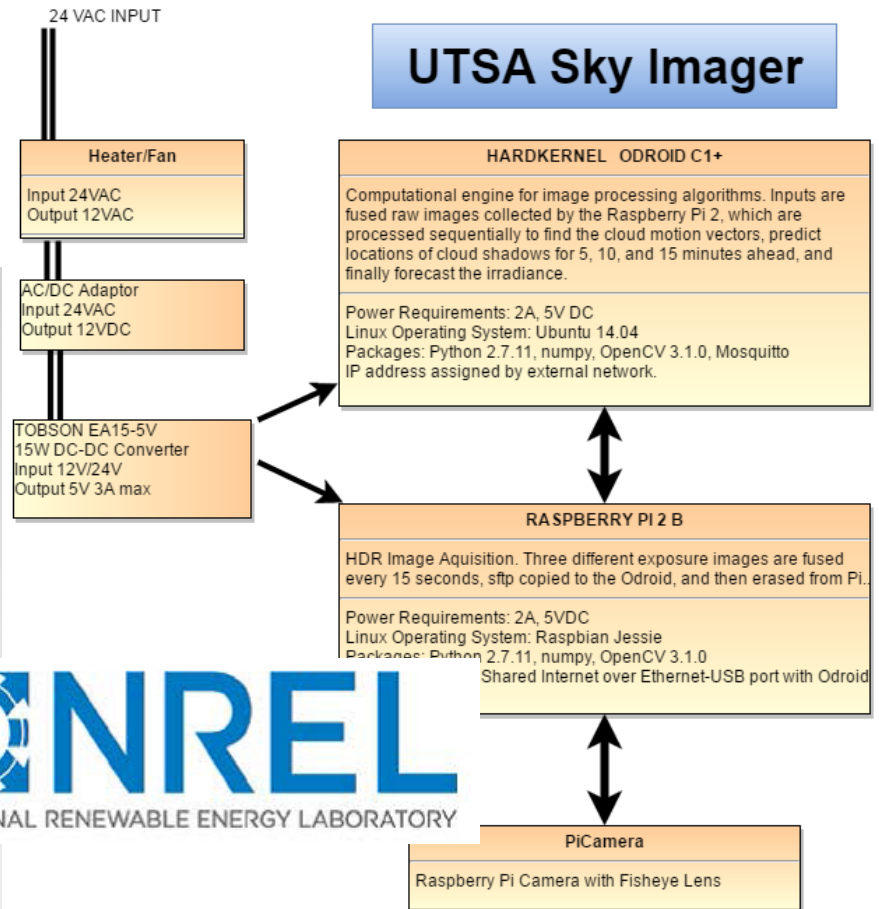 24 VAC INPUT
UTSA Sky Imager
Heater/Fan
Input 24VAC
Output 12VAC
AC/DC Adaptor
Input 24VAC
Output 12VDC
TOBSON EA15-5V
15W DC-DC Converter
Input 12V/24V
Output 5V 3A max
HARDKERNEL ODROID C1+
Computational engine for image processing algorithms. Inputs are
fused raw images collected by the Raspberry Pi 2, which are
processed sequentially to find the cloud motion vectors, predict
locations of cloud shadows for 5, 10, and 15 minutes ahead, and
finally forecast the irradiance.
Power Requirements: 2A, 5V DC
Linux Operating System: Ubuntu 14.04
Packages: Python 2.7.11, numpy, OpenCV 3.1.0, Mosquitto
IP address assigned by external network.
RASPBERRY PI 2 B
HDR Image Aquisition. Three different exposure images are fused
every 15 seconds, sftp copied to the Odroid, and then erased from Pi..
Power Requirements: 2A, 5VDC
Linux Operating System: Raspbian Jessie
Packages: Python 2.7.11, numpy, OpenCV 3.1.0
Shared Internet over Ethernet-USB port with Odroid
NREL
NAL RENEWABLE ENERGY LABORATORY
PiCamera
Raspberry Pi Camera with Fisheye Lens